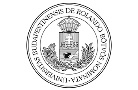 UNIVERSITAS BUDAPESTINENSIS DE ROLANDO EÖTVÖS NOMINATA